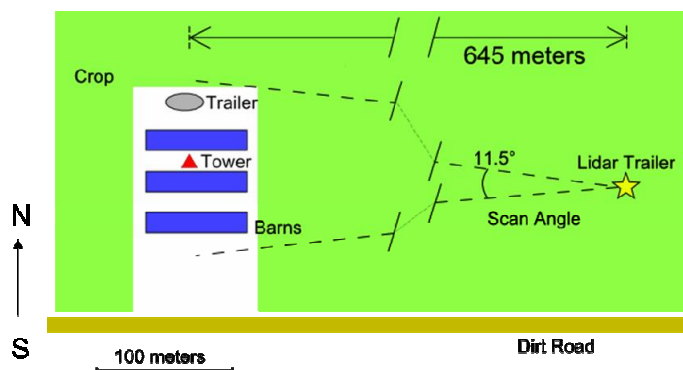 645 meters
Crop
Trailer
11.5°
Tower
Lidar Trailer
N
Scan Angle
Barns
S
Dirt Road
100 meters